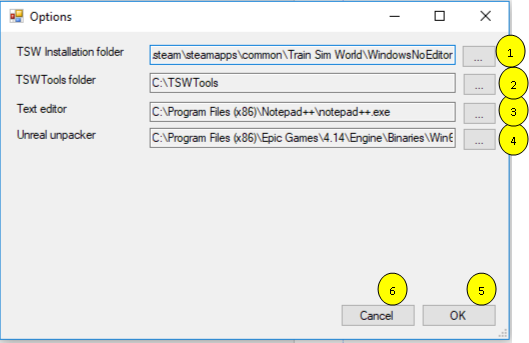 Options
TSW Installation folder steam\steamapps\common\Train Sim World\WindowsNoEditor ... 1
TSWTools folder C:\TSWTools ... 2
Text editor C:\Program Files (x86)\Notepad++\notepad++.exe ... 3
Unreal unpacker C:\Program Files (x86)\Epic Games\4.14\Engine\Binaries\Win6 ... 4
6 5
Cancel OK